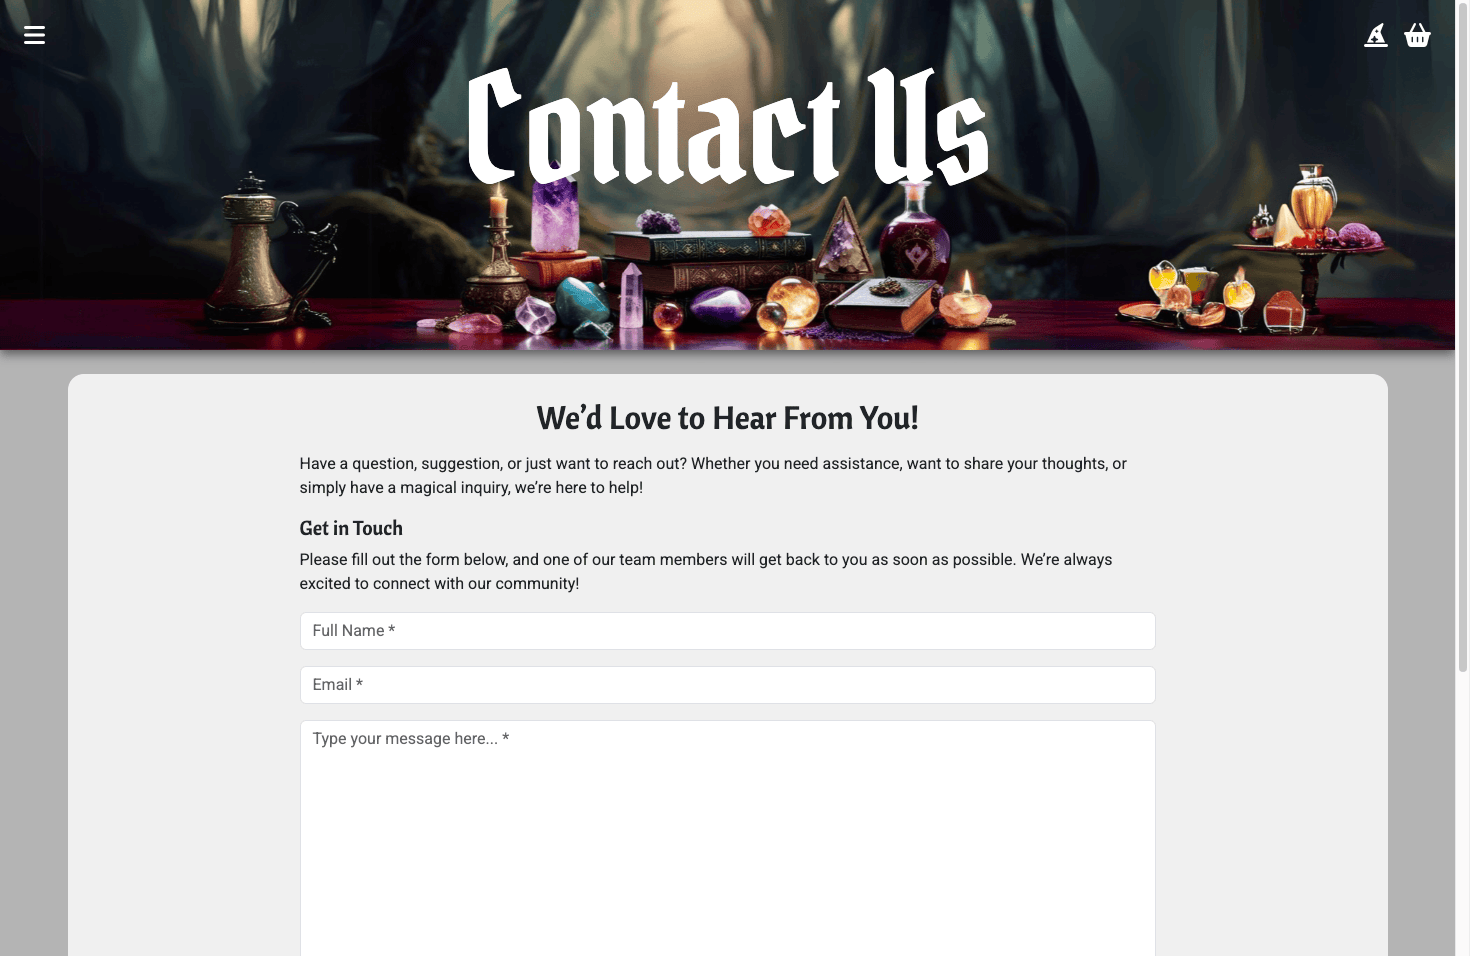 Contact Us
We’d Love to Hear From You!
Have a question, suggestion, or just want to reach out? Whether you need assistance, want to share your thoughts, or
simply have a magical inquiry, we’re here to help!
Get in Touch
Please fill out the form below, and one of our team members will get back to you as soon as possible. We’re always
excited to connect with our community!
Full Name *
Email *
Type your message here... *